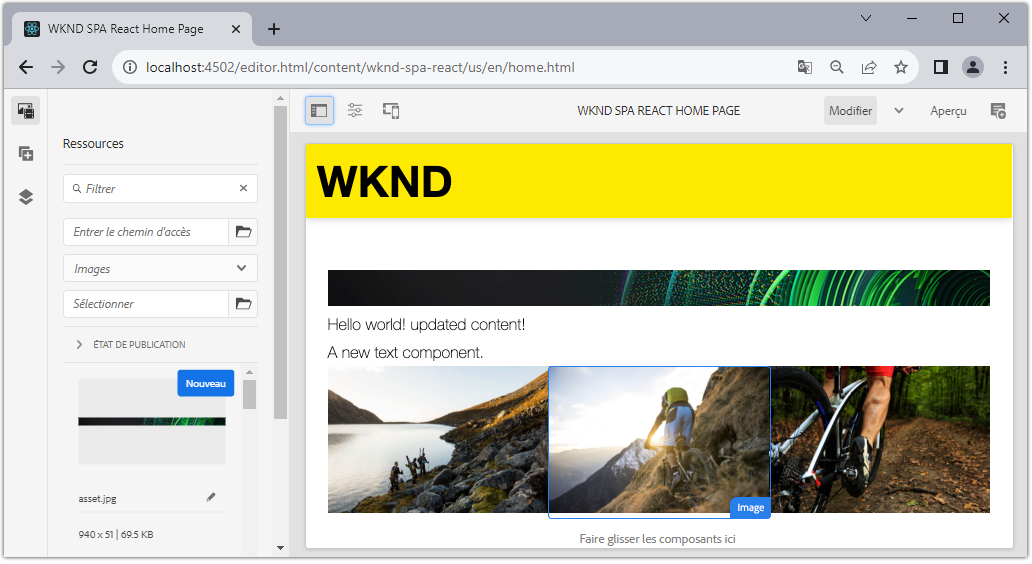 WKND SPA React Home Page
localhost:4502/editor.html/content/wknd-spa-react/us/en/home.html
WKND SPA REACT HOME PAGE
Modifier
Aperçu
Ressources
Filtrer
Entrer le chemin d'accès
Images
Sélectionner
ÉTAT DE PUBLICATION
Nouveau
asset.jpg
940 x 51 | 69.5 KB
WKND
Hello world! updated content!
A new text component.
Image
Faire glisser les composants ici